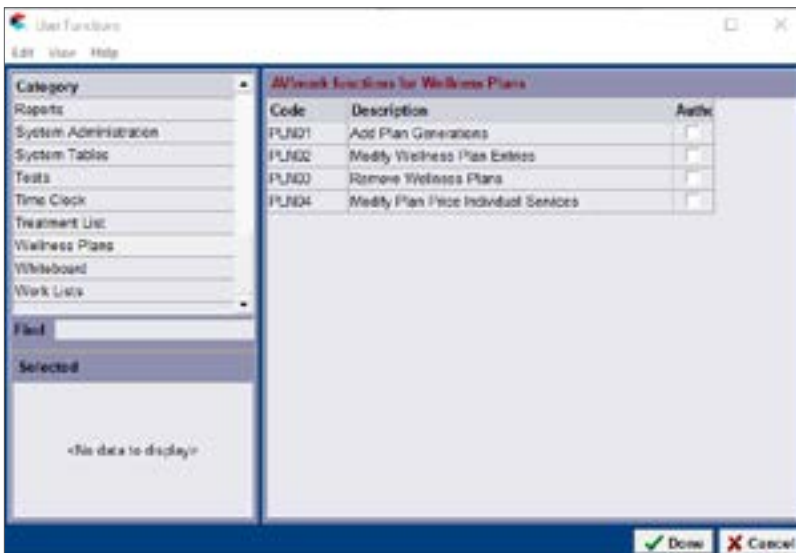 User Functions
Edit View Help
Category
Reports
System Administration
System Tables
Tests
Time Clock
Treatment List
Wellness Plans
Whiteboard
Work Lists
Find
Selected
<No data to display>
AVImark functions for Wellness Plans
Code Description Autho
PLN01 Add Plan Generations
PLN02 Modify Wellness Plan Entries
PLN03 Remove Wellness Plans
PLN04 Modify Plan Price Individual Services
Done Cancel